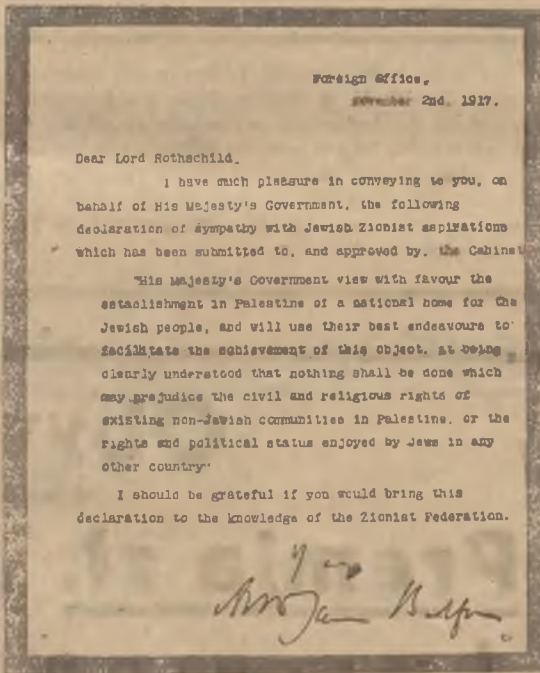 Foreign Office,
November 2nd, 1917.
Dear Lord Rothschild,
I have much pleasure in conveying to you, on
behalf of His Majesty's Government, the following
declaration of sympathy with Jewish Zionist aspirations
which has been submitted to, and approved by, the Cabinet
"His Majesty's Government view with favour the
establishment in Palestine of a national home for the
Jewish people, and will use their best endeavours to
facilitate the achievement of this object, it being
clearly understood that nothing shall be done which
may prejudice the civil and religious rights of
existing non-Jewish communities in Palestine, or the
rights and political status enjoyed by Jews in any
other country"
I should be grateful if you would bring this
declaration to the knowledge of the Zionist Federation.
Arthur James Balfour